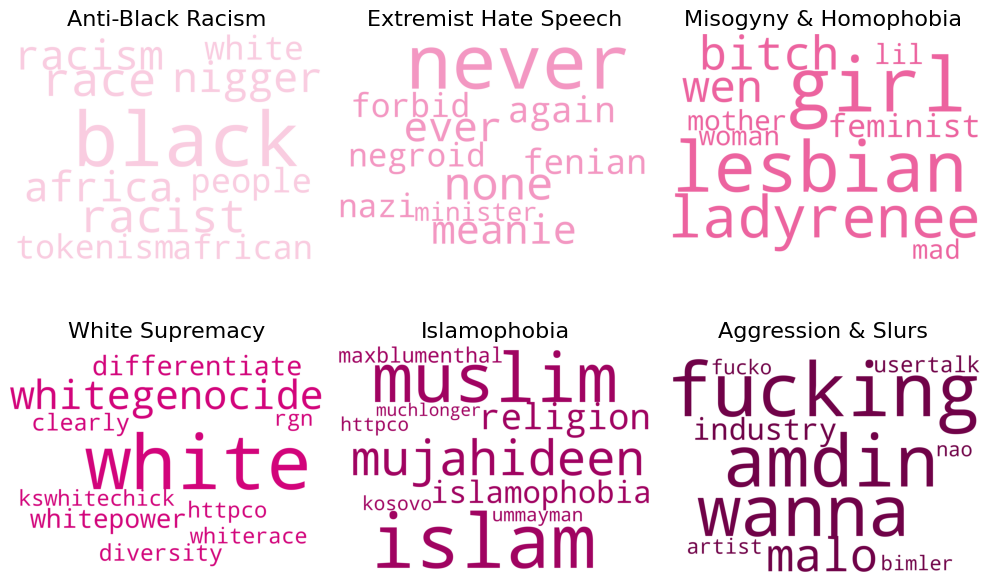 Anti-Black Racism
racism white
race nigger
black
africa people
racist
tokenism african
Extremist Hate Speech
never
forbid again
ever
negroid fenian
none
nazi minister
meanie
Misogyny & Homophobia
bitch lil
wen girl
mother feminist
woman
lesbian
ladyrenee
mad
White Supremacy
differentiate
whitegenocide
clearly rgn
white
kswhitechick httpco
whitepower
whiterace
diversity
Islamophobia
maxblumenthal
muslim
muchlonger religion
httpco
mujahideen
kosovo islamophobia
ummayman
islam
Aggression & Slurs
fucko usertalk
fucking
industry
amdin nao
wanna
artist malo bimler